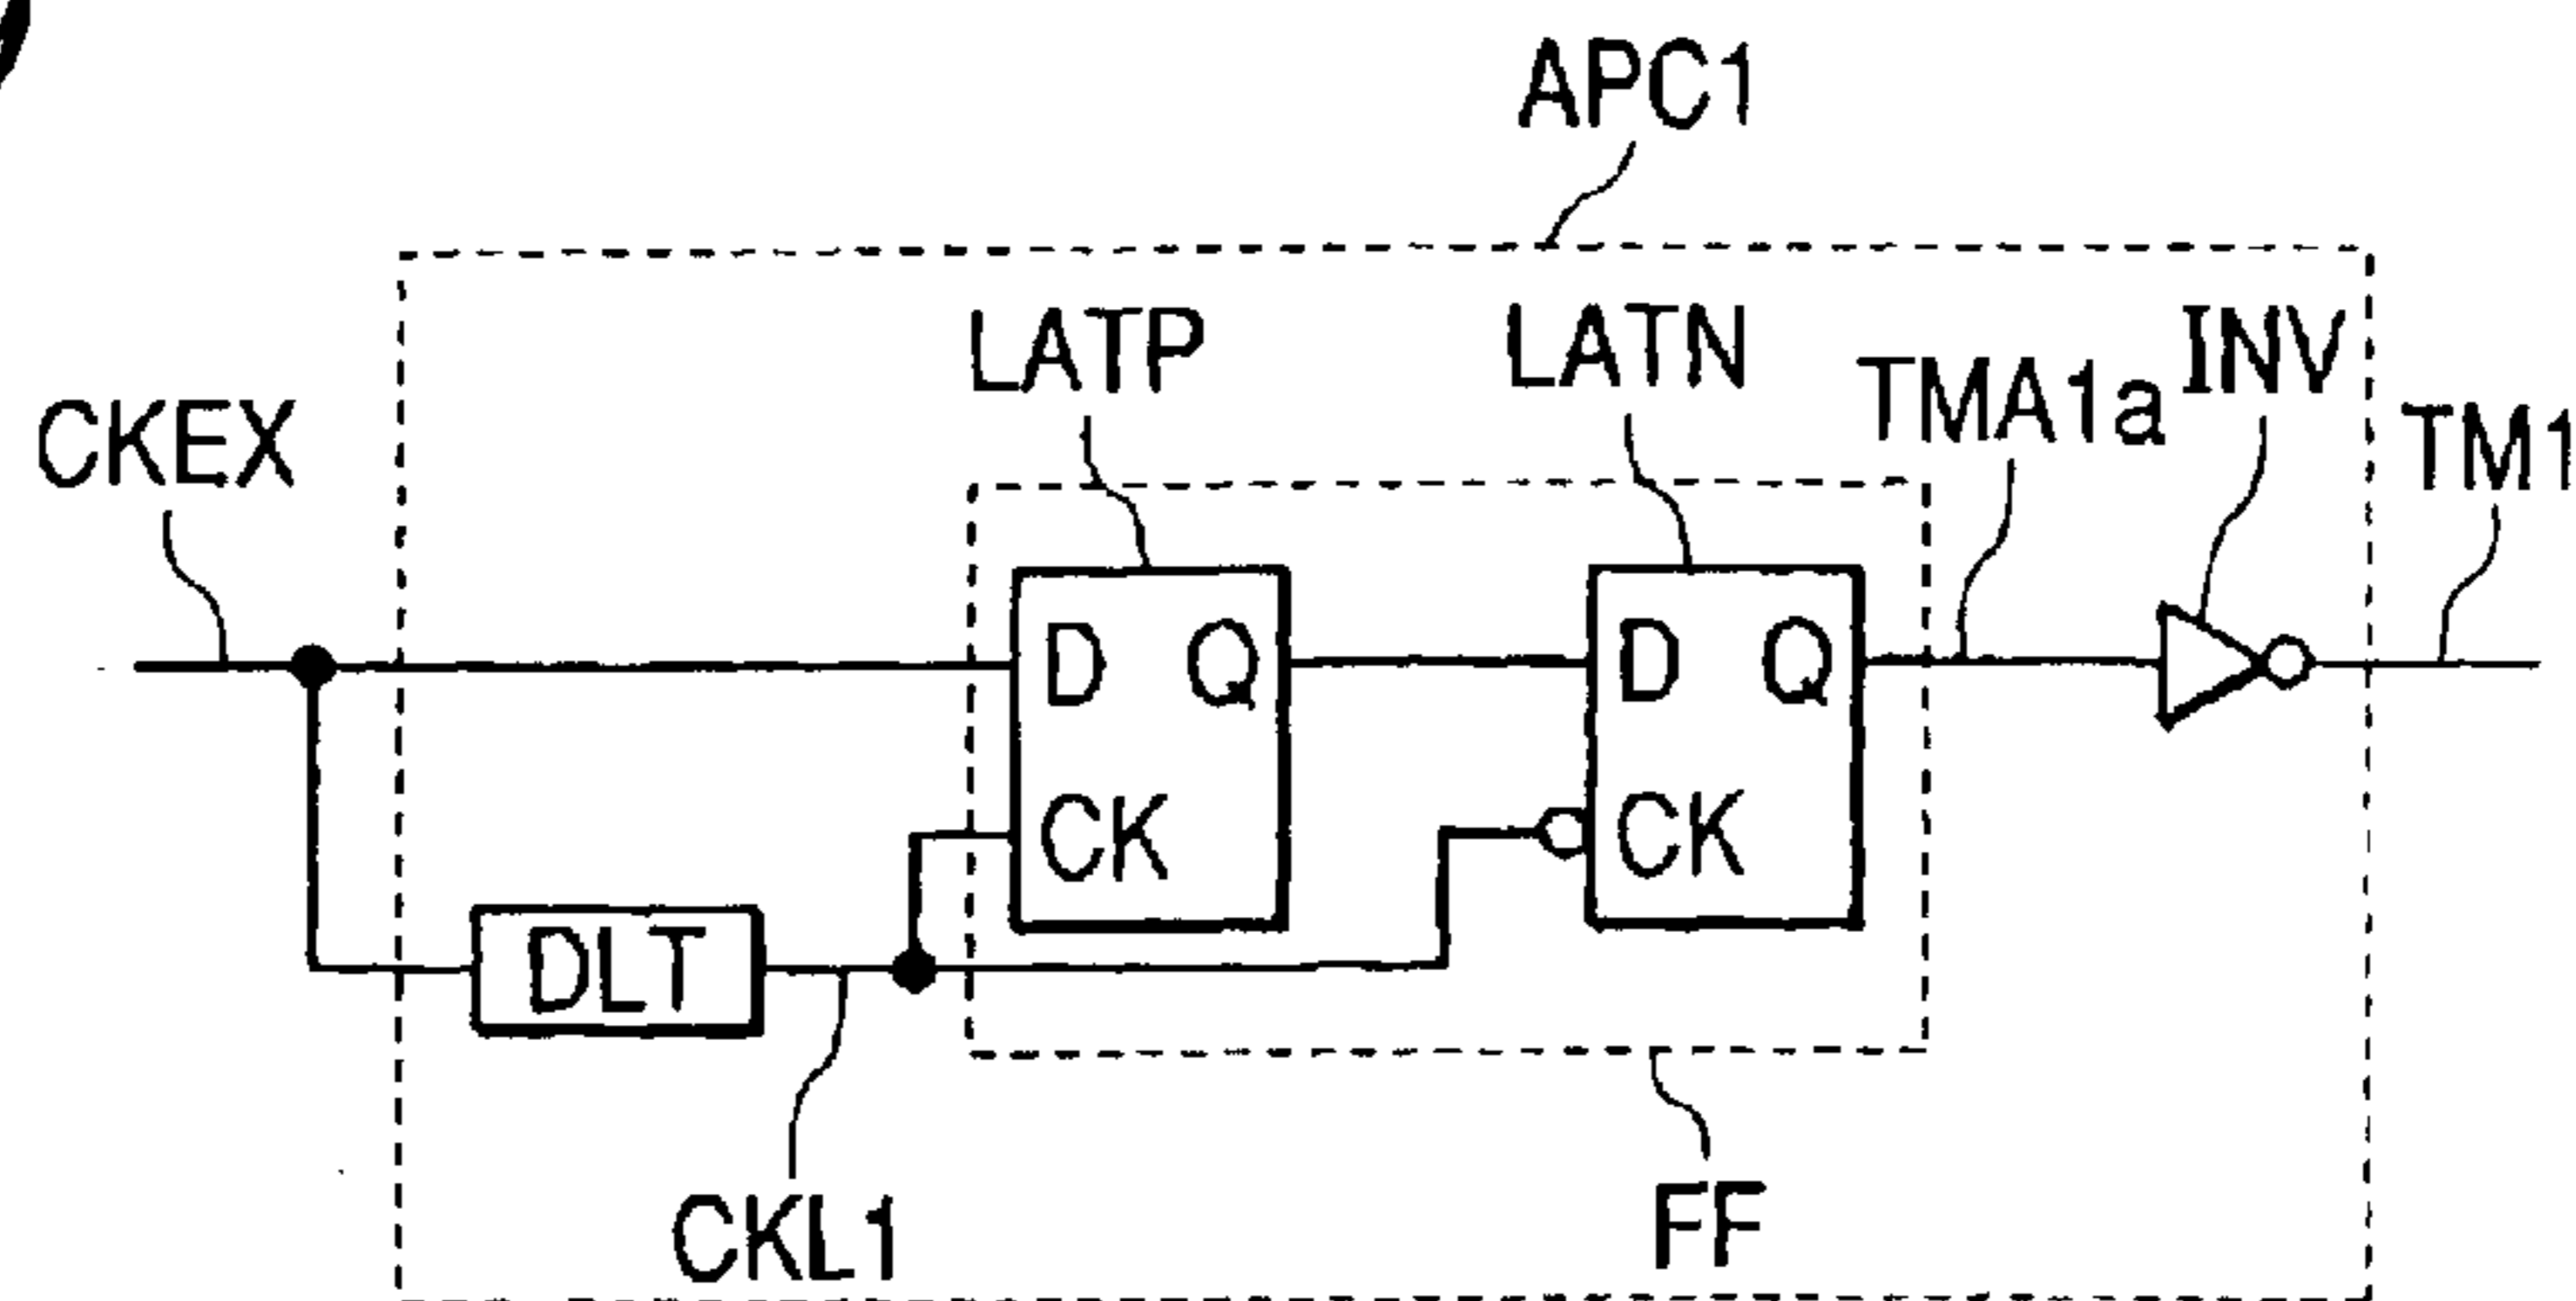 APC1
LATP
LATN
INV
TMA1a
CKEX
TM1
D Q
D Q
CK
CK
DLT
CKL1
FF